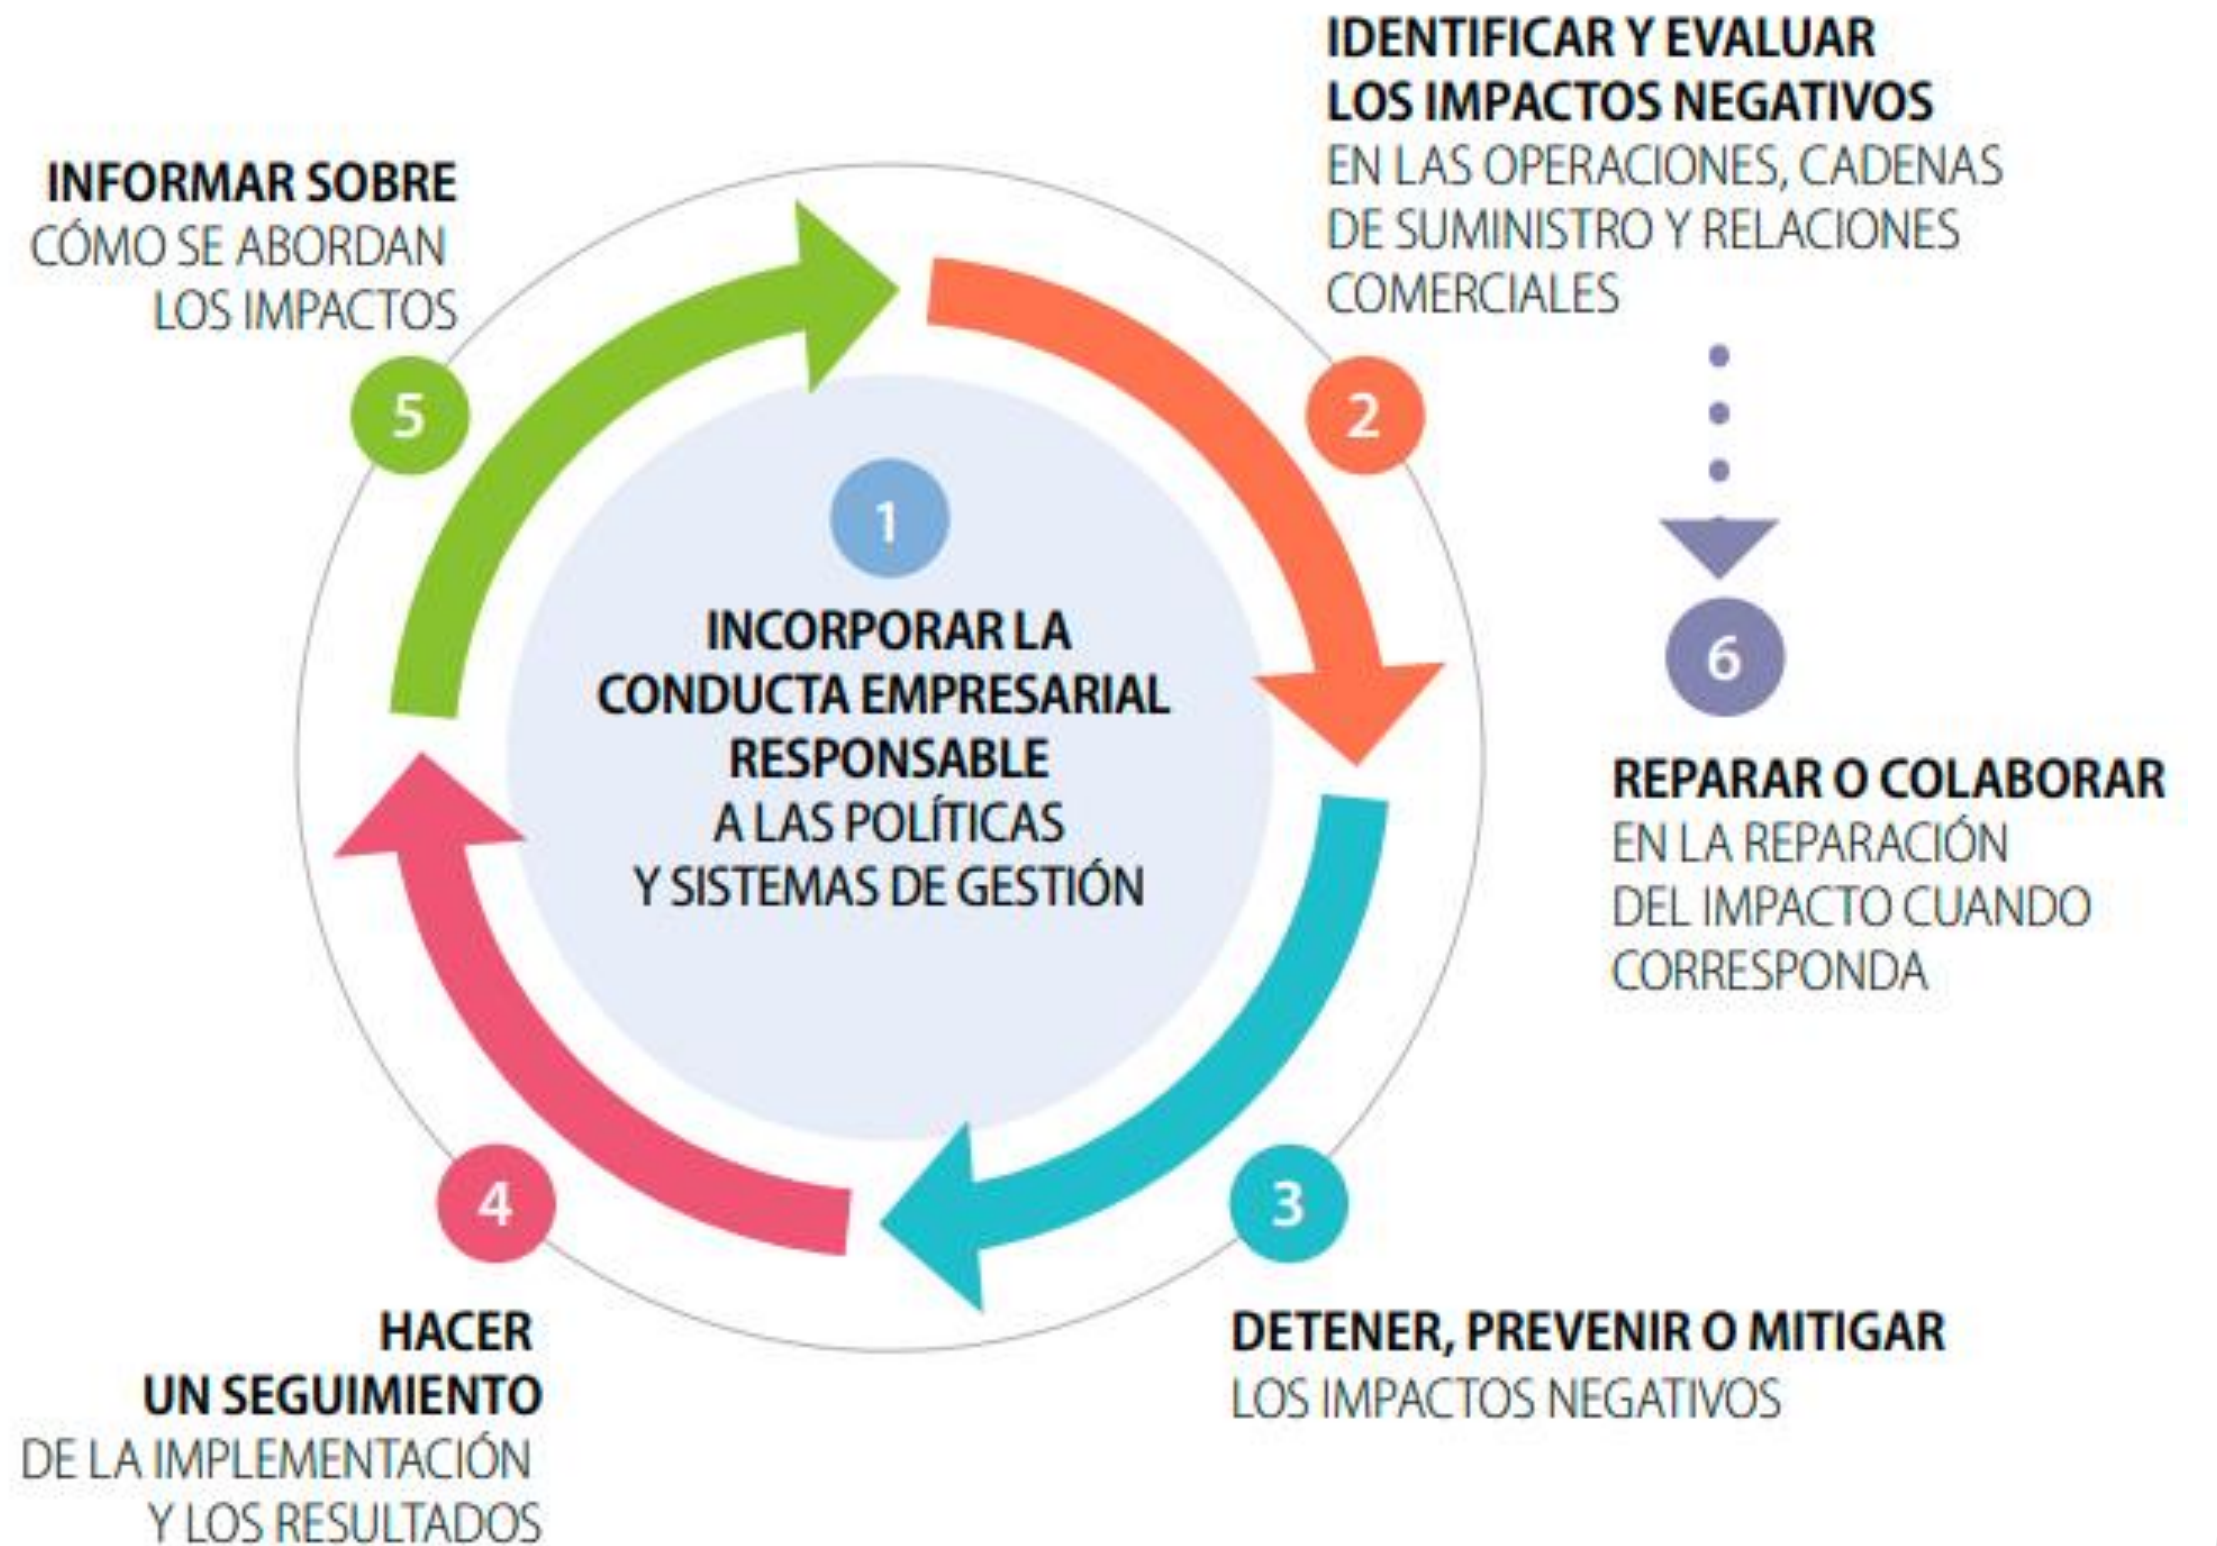 1
INCORPORAR LA
CONDUCTA EMPRESARIAL
RESPONSABLE
A LAS POLÍTICAS
Y SISTEMAS DE GESTIÓN
IDENTIFICAR Y EVALUAR
LOS IMPACTOS NEGATIVOS
EN LAS OPERACIONES, CADENAS
DE SUMINISTRO Y RELACIONES
COMERCIALES
2
3
DETENER, PREVENIR O MITIGAR
LOS IMPACTOS NEGATIVOS
4
HACER
UN SEGUIMIENTO
DE LA IMPLEMENTACIÓN
Y LOS RESULTADOS
INFORMAR SOBRE
CÓMO SE ABORDAN
LOS IMPACTOS
5
6
REPARAR O COLABORAR
EN LA REPARACIÓN
DEL IMPACTO CUANDO
CORRESPONDA